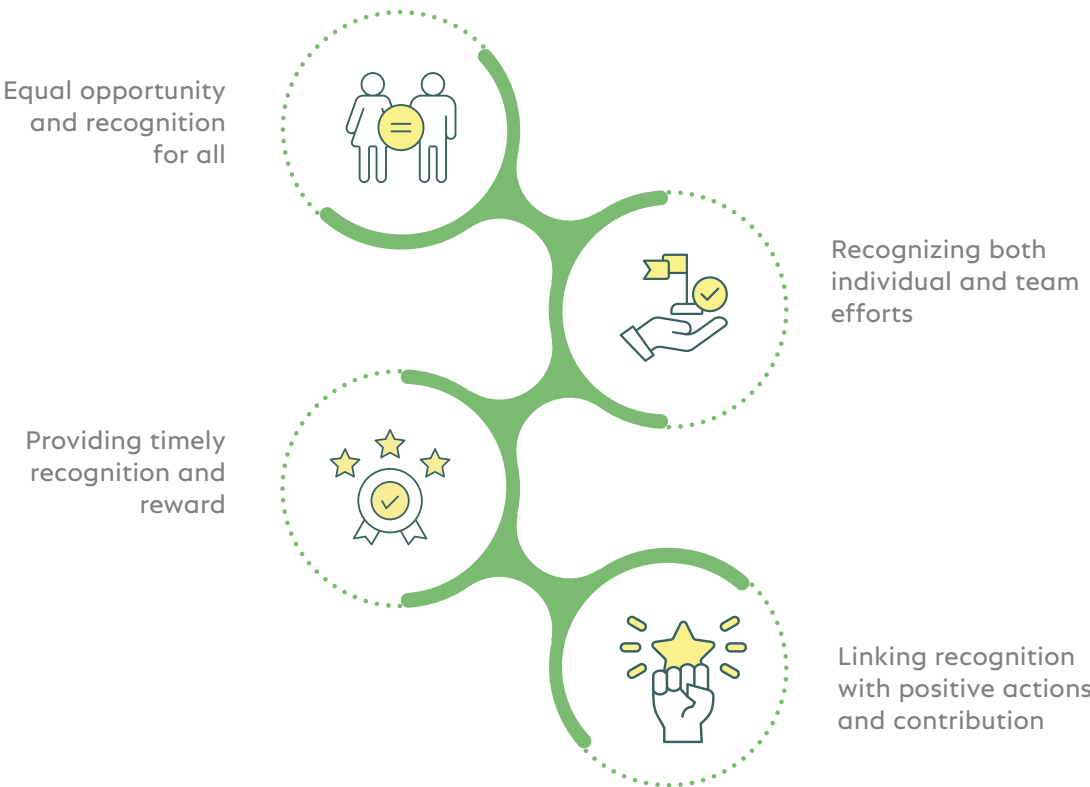 Equal opportunity
and recognition
for all
Recognizing both
individual and team
efforts
Providing timely
recognition and
reward
Linking recognition
with positive actions
and contribution